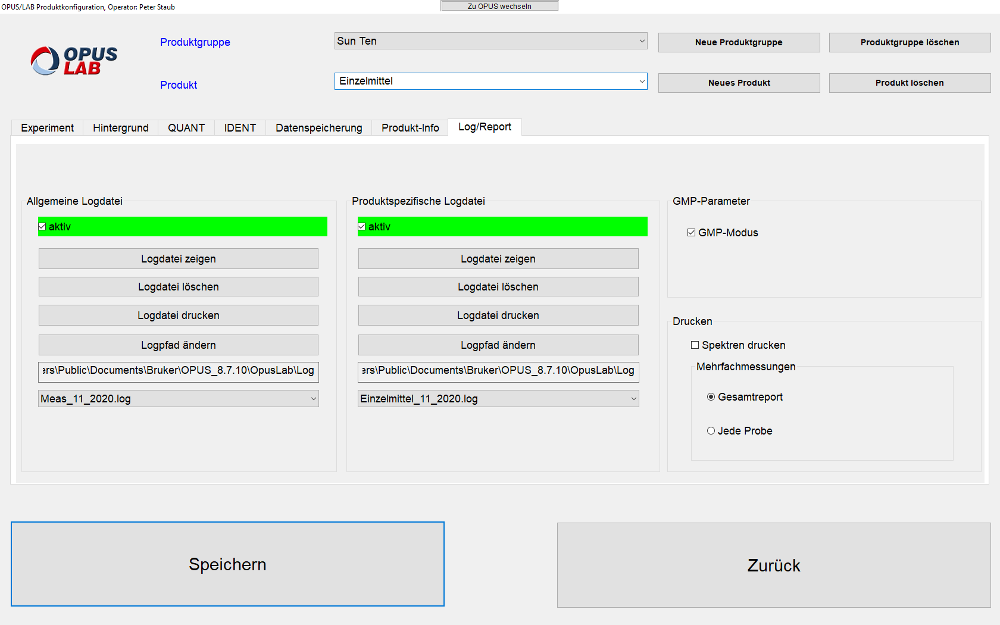 OPUS/LAB Produktkonfiguration, Operator: Peter Staub
Zu OPUS wechseln
OPUS
LAB
Produktgruppe
Sun Ten
Neue Produktgruppe
Produktgruppe löschen
Produkt
Einzelmittel
Neues Produkt
Produkt löschen
Experiment
Hintergrund
QUANT
IDENT
Datenspeicherung
Produkt-Info
Log/Report
Allgemeine Logdatei
aktiv
Logdatei zeigen
Logdatei löschen
Logdatei drucken
Logpfad ändern
ers\Public\Documents\Bruker\OPUS_8.7.10\OpusLab\Log
Meas_11_2020.log
Produktspezifische Logdatei
aktiv
Logdatei zeigen
Logdatei löschen
Logdatei drucken
Logpfad ändern
ers\Public\Documents\Bruker\OPUS_8.7.10\OpusLab\Log
Einzelmittel_11_2020.log
GMP-Parameter
GMP-Modus
Drucken
Spektren drucken
Mehrfachmessungen
Gesamtreport
Jede Probe
Speichern
Zurück